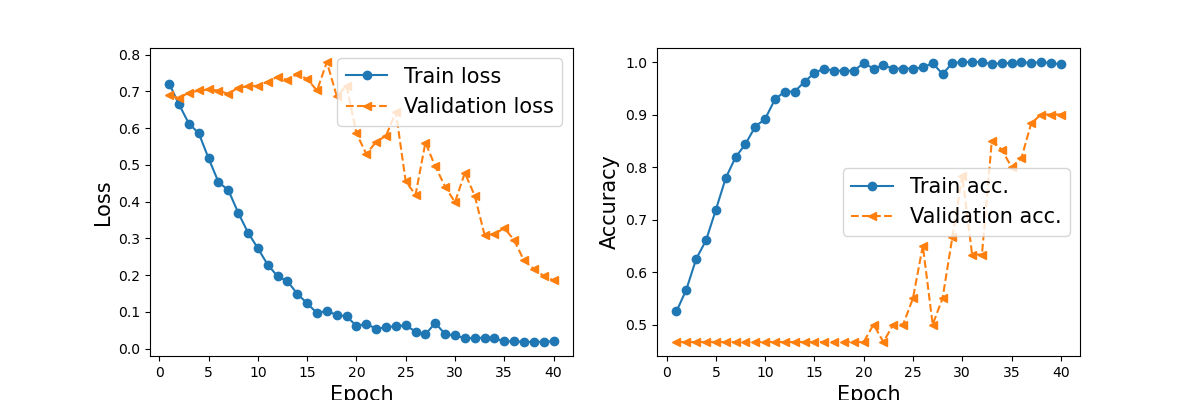 0.8
0.7
0.6
0.5
0.4
0.3
0.2
0.1
0.0
Loss
0 5 10 15 20 25 30 35 40
Epoch
Train loss
Validation loss
1.0
0.9
0.8
0.7
0.6
0.5
Accuracy
0 5 10 15 20 25 30 35 40
Epoch
Train acc.
Validation acc.